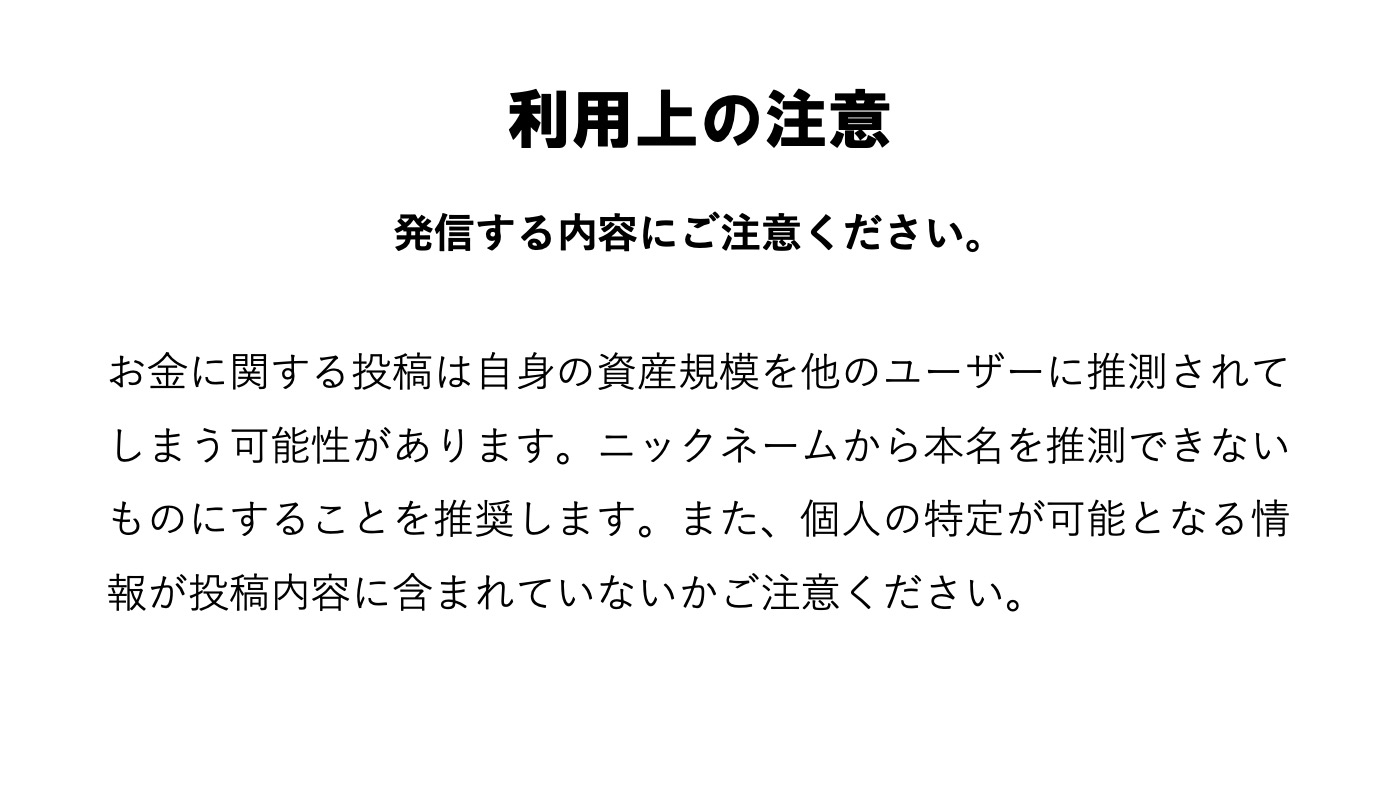 利用上の注意
発信する内容にご注意ください。
お金に関する投稿は自身の資産規模を他のユーザーに推測されて
しまう可能性があります。ニックネームから本名を推測できない
ものにすることを推奨します。また、個人の特定が可能となる情
報が投稿内容に含まれていないかご注意ください。